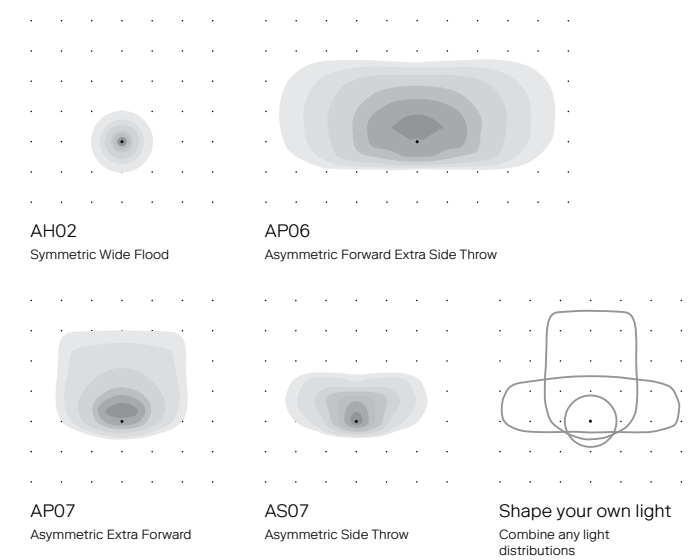 AH02
Symmetric Wide Flood
AP06
Asymmetric Forward Extra Side Throw
AP07
Asymmetric Extra Forward
AS07
Asymmetric Side Throw
Shape your own light
Combine any light
distributions